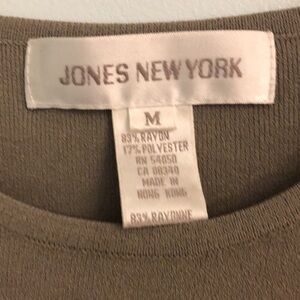 JONES NEW YORK
M
83% RAYON
17% POLYESTER
RN 54050
CA 08340
MADE IN
HONG KONG
83% RAYONNE